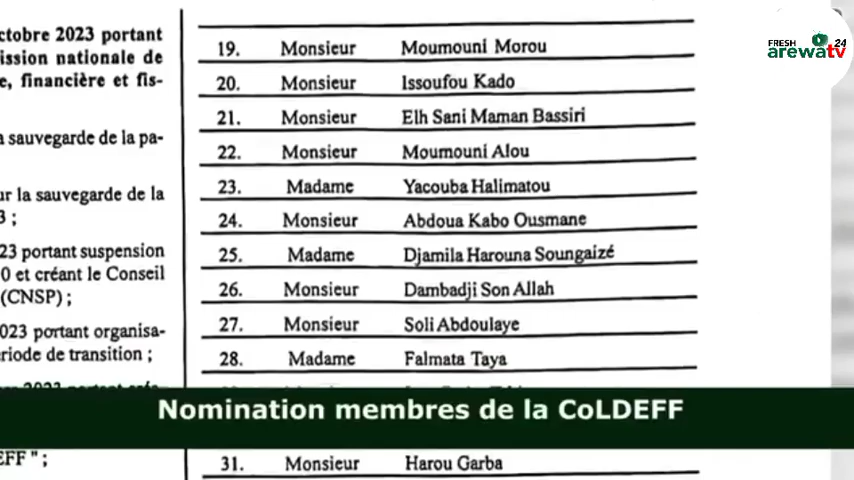 ctobre 2023 portant
ission nationale de
e, financière et fis-
a sauvegarde de la pa-
ur la sauvegarde de la
3 ;
23 portant suspension
0 et créant le Conseil
(CNSP) ;
023 portant organisa-
riode de transition ;
EFF " ;
19. Monsieur Moumouni Morou
20. Monsieur Issoufou Kado
21. Monsieur Elh Sani Maman Bassiri
22. Monsieur Moumouni Alou
23. Madame Yacouba Halimatou
24. Monsieur Abdoua Kabo Ousmane
25. Madame Djamila Harouna Soungaizé
26. Monsieur Dambadji Son Allah
27. Monsieur Soli Abdoulaye
28. Madame Falmata Taya
31. Monsieur Harou Garba
FRESH 24
arewatv
Nomination membres de la CoLDEFF